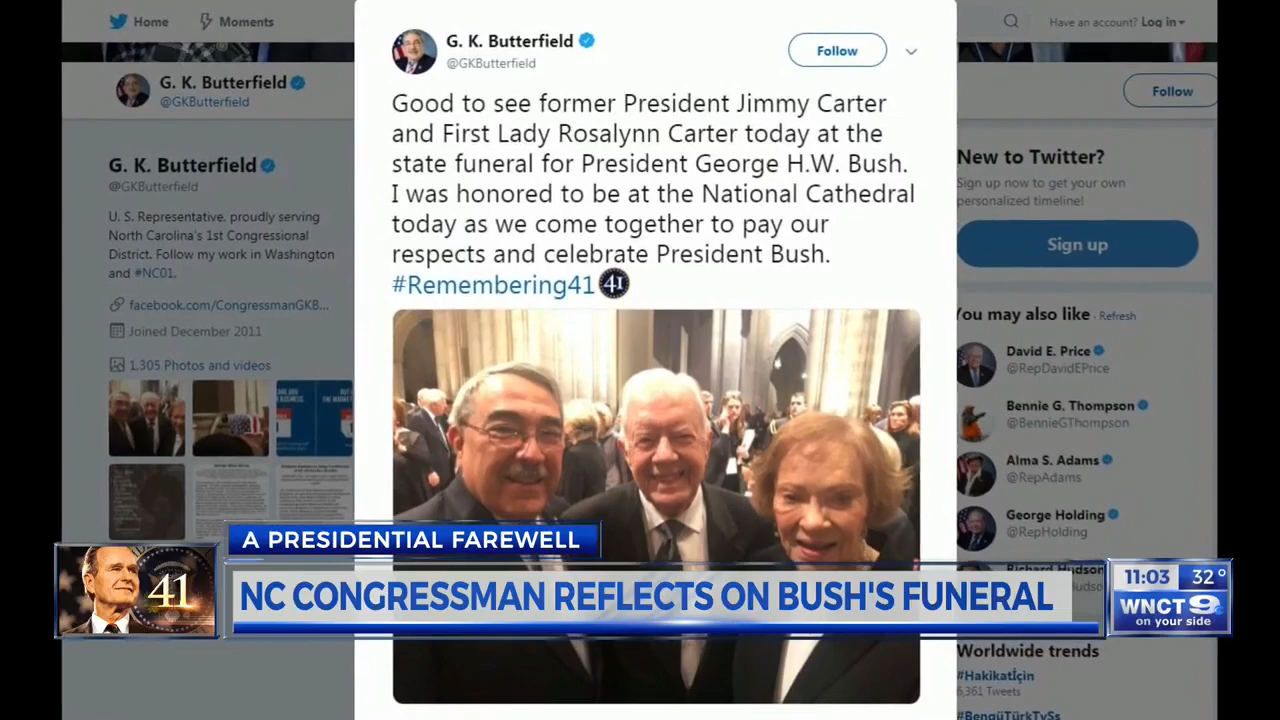 Home
Moments
Have an account? Log in
G. K. Butterfield
@GKButterfield
Follow
G. K. Butterfield
@GKButterfield
Follow
Good to see former President Jimmy Carter
and First Lady Rosalynn Carter today at the
state funeral for President George H.W. Bush.
I was honored to be at the National Cathedral
today as we come together to pay our
respects and celebrate President Bush.
#Remembering41
41
G. K. Butterfield
@GKButterfield
U. S. Representative, proudly serving
North Carolina's 1st Congressional
District. Follow my work in Washington
and #NC01.
facebook.com/CongressmanGKB...
Joined December 2011
1,305 Photos and videos
New to Twitter?
Sign up now to get your own
personalized timeline!
Sign up
You may also like · Refresh
David E. Price
@RepDavidEPrice
Bennie G. Thompson
@BennieGThompson
Alma S. Adams
@RepAdams
George Holding
@RepHolding
Richard Hudson
A PRESIDENTIAL FAREWELL
41
NC CONGRESSMAN REFLECTS ON BUSH'S FUNERAL
11:03 32°
WNCT 9
on your side
Worldwide trends
#Hakikatİçin
6,361 Tweets
#BengüTürkTvSs